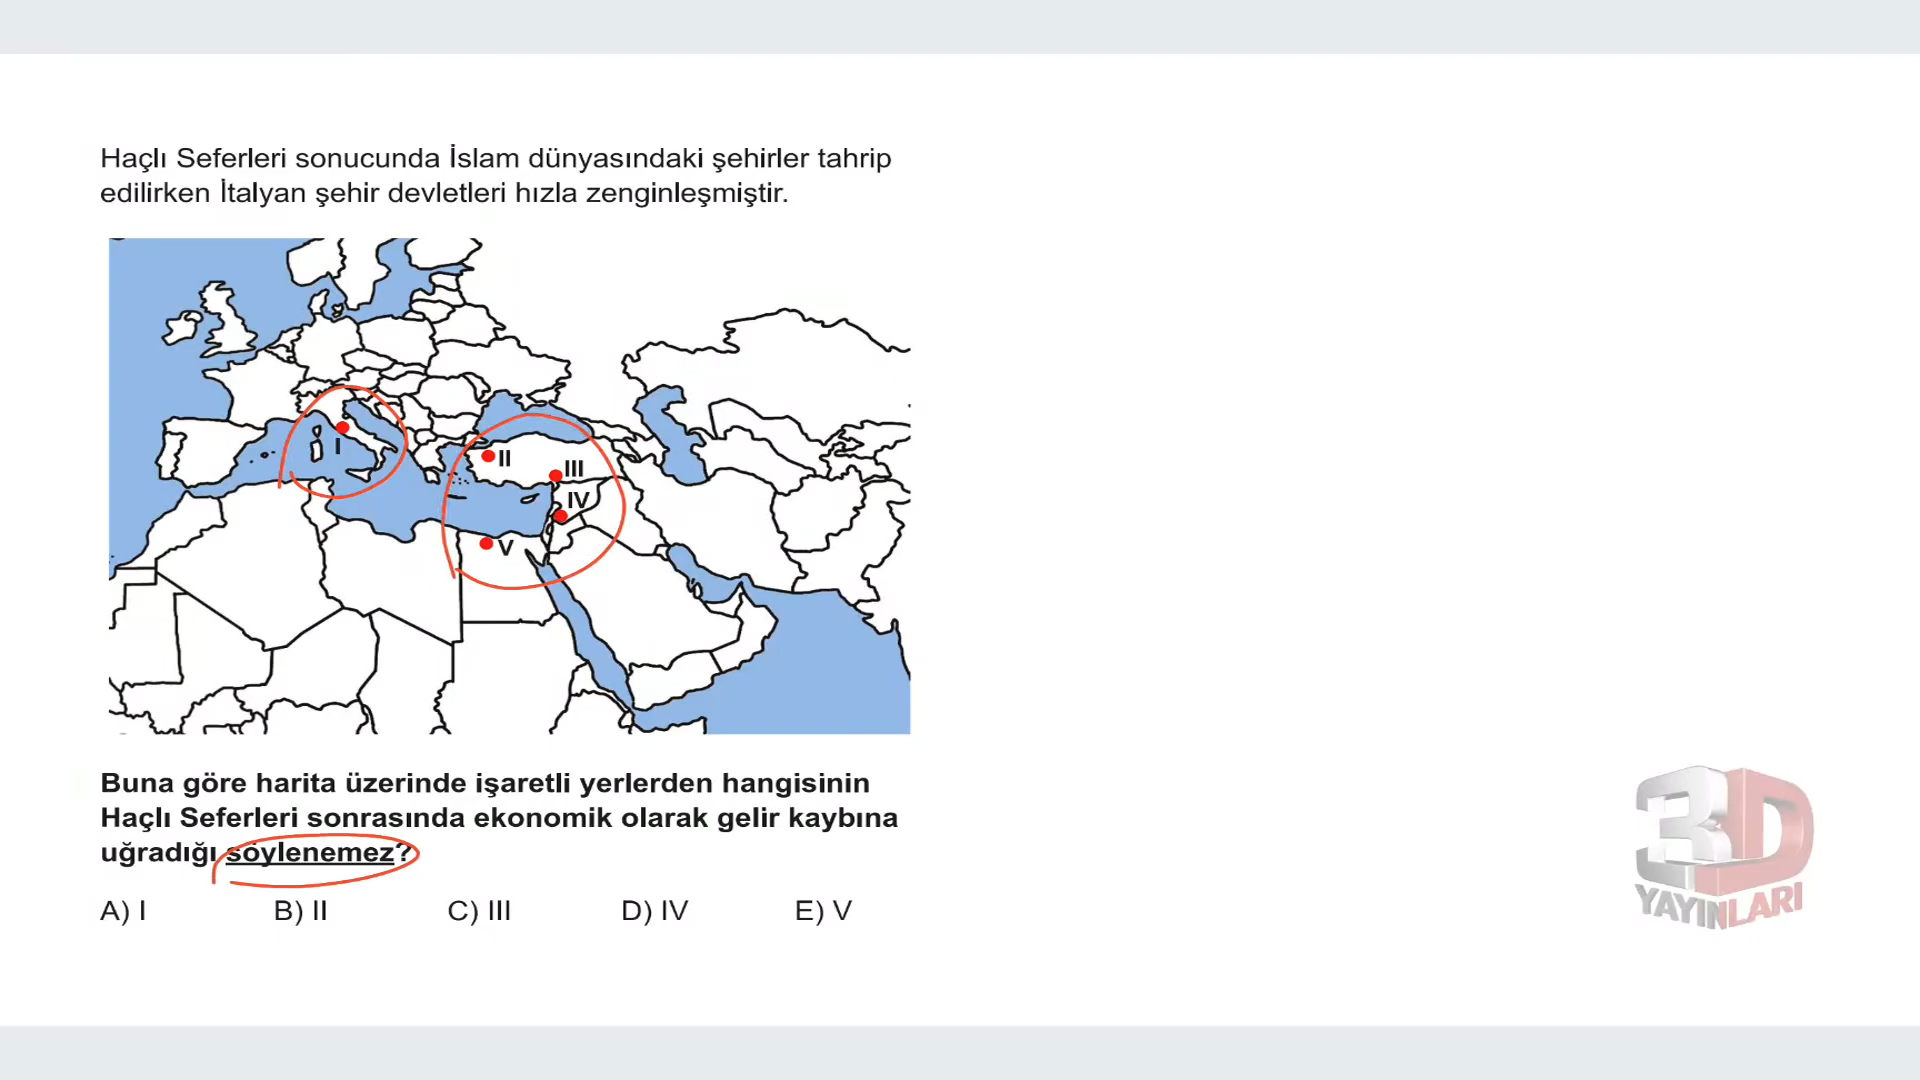 Haçlı Seferleri sonucunda İslam dünyasındaki şehirler tahrip
edilirken İtalyan şehir devletleri hızla zenginleşmiştir.
I
II
III
IV
V
Buna göre harita üzerinde işaretli yerlerden hangisinin
Haçlı Seferleri sonrasında ekonomik olarak gelir kaybına
uğradığı söylenemez?
A) I B) II C) III D) IV E) V
3D
YAYINLARI